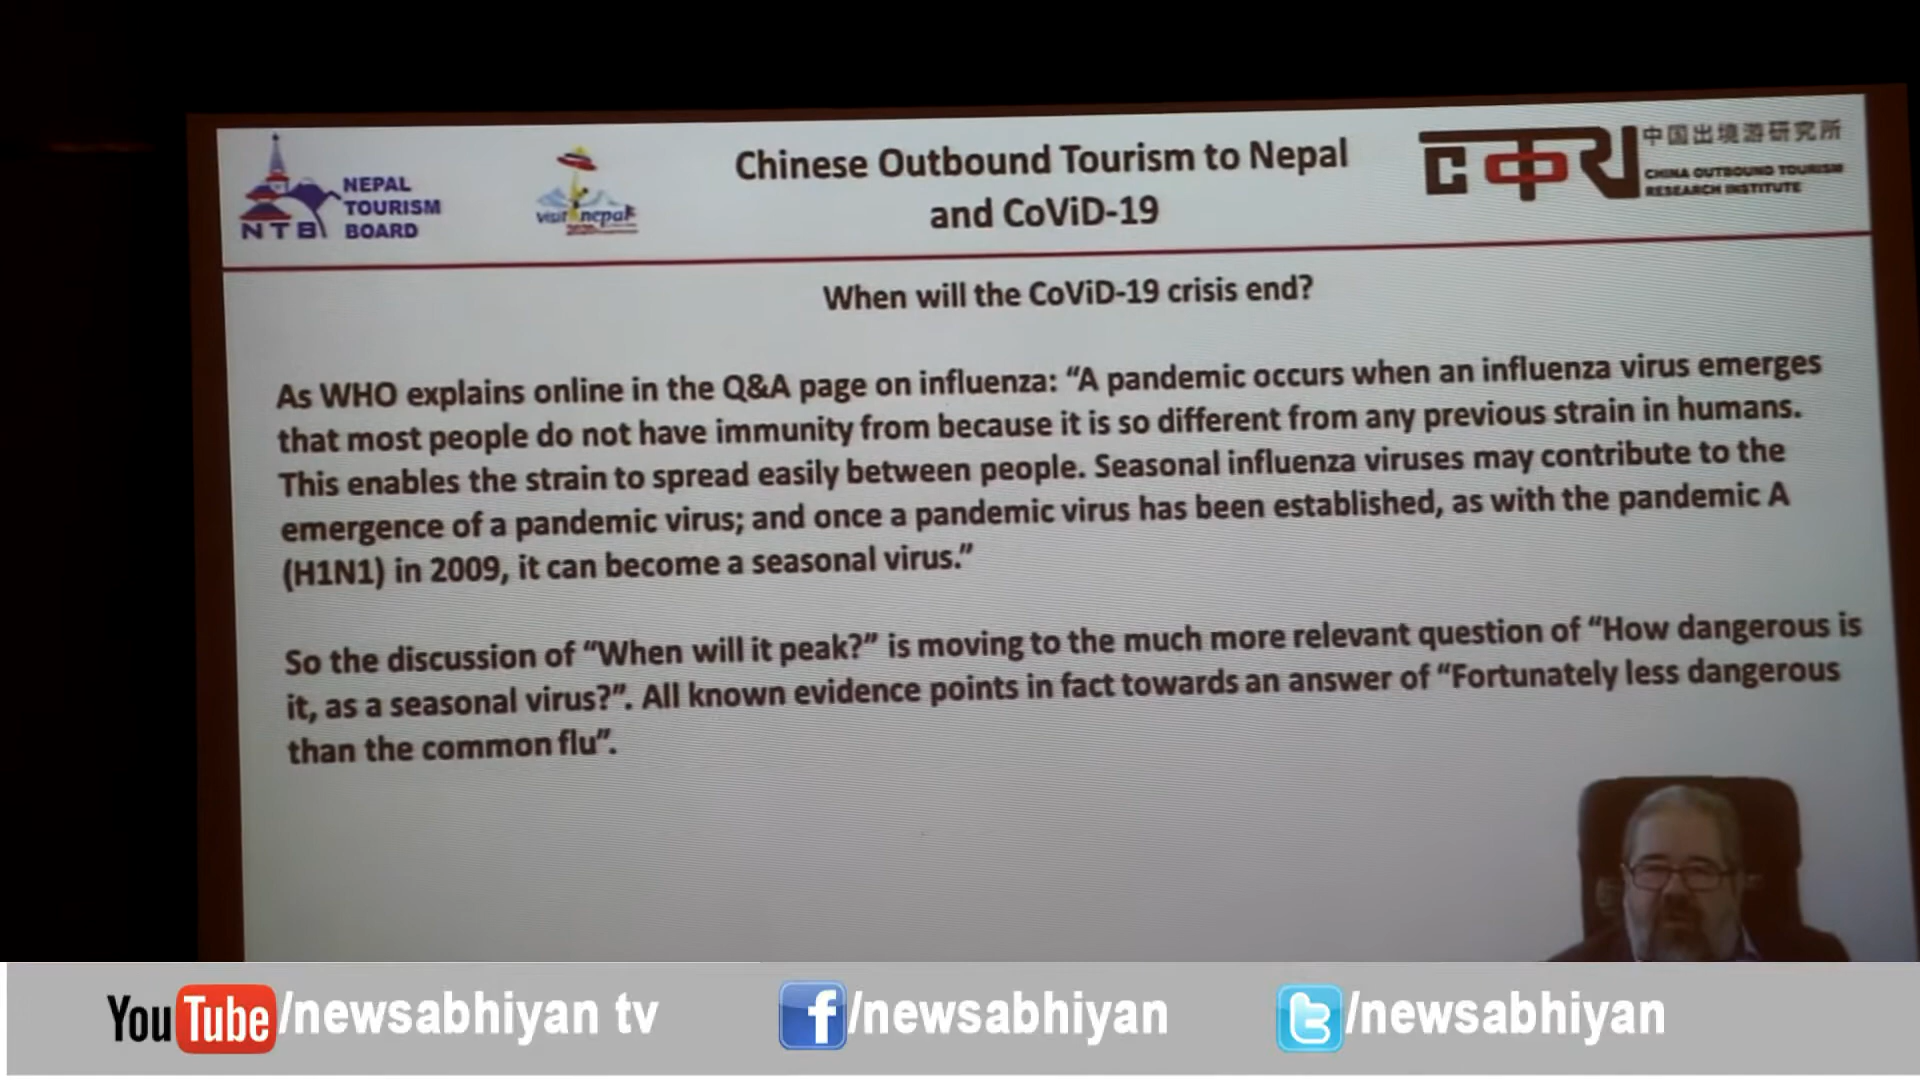 NEPAL
TOURISM
BOARD
NTB
visit nepal
2020
Chinese Outbound Tourism to Nepal
and CoViD-19
中国出境游研究所
CHINA OUTBOUND TOURISM
RESEARCH INSTITUTE
When will the CoViD-19 crisis end?
As WHO explains online in the Q&A page on influenza: “A pandemic occurs when an influenza virus emerges
that most people do not have immunity from because it is so different from any previous strain in humans.
This enables the strain to spread easily between people. Seasonal influenza viruses may contribute to the
emergence of a pandemic virus; and once a pandemic virus has been established, as with the pandemic A
(H1N1) in 2009, it can become a seasonal virus.”
So the discussion of “When will it peak?” is moving to the much more relevant question of “How dangerous is
it, as a seasonal virus?”. All known evidence points in fact towards an answer of “Fortunately less dangerous
than the common flu”.
YouTube/newsabhiyan tv
f/newsabhiyan
t/newsabhiyan